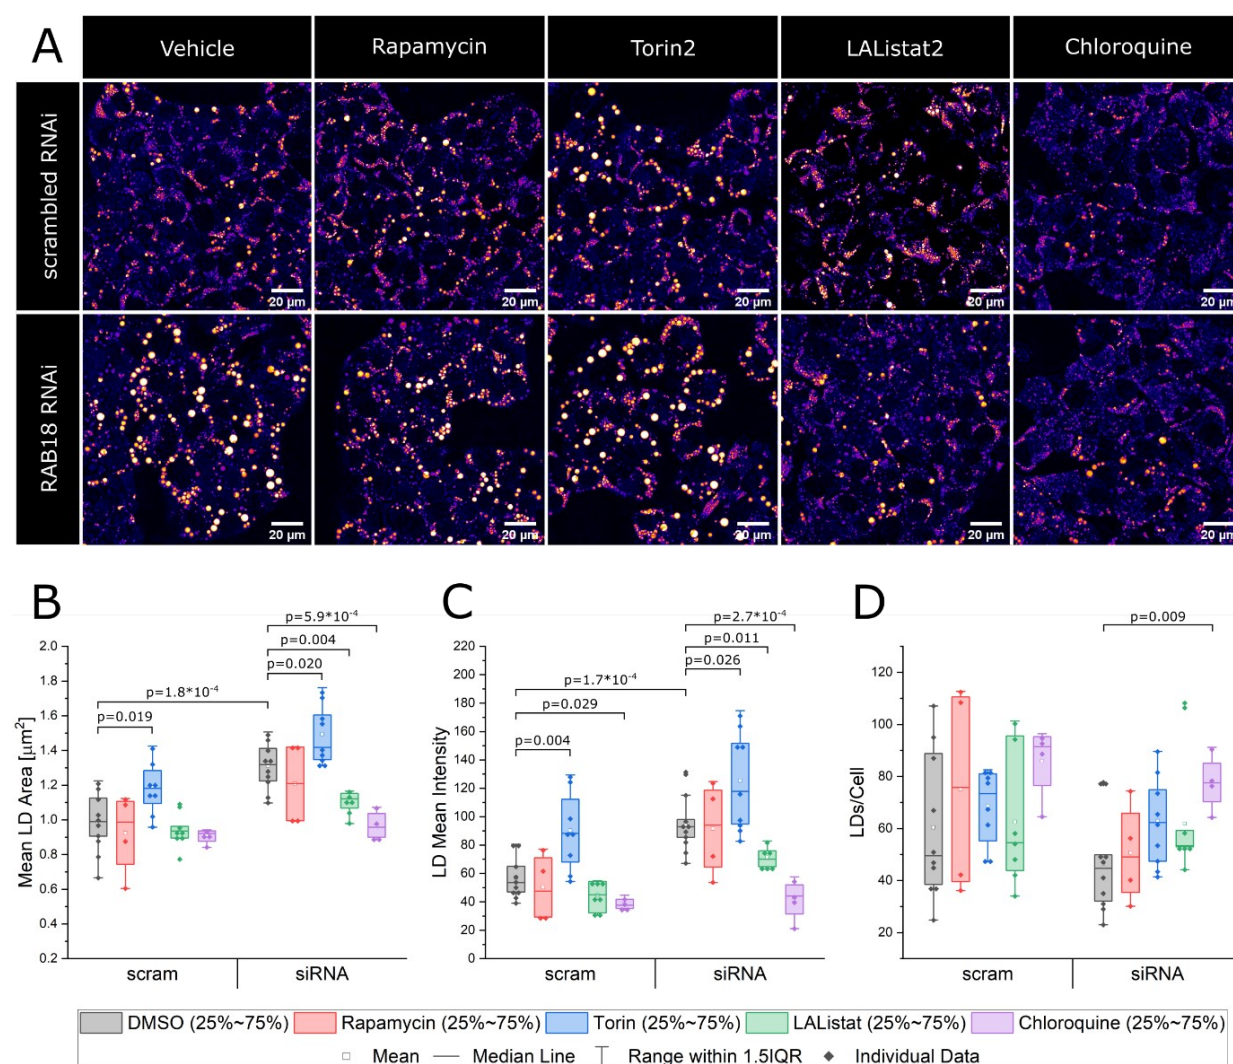 A
Vehicle
Rapamycin
Torin2
LAListat2
Chloroquine
scrambled RNAi
20 µm
20 µm
20 µm
20 µm
20 µm
RAB18 RNAi
20 µm
20 µm
20 µm
20 µm
20 µm
B
Mean LD Area [µm²]
2.0
1.8
1.6
1.4
1.2
1.0
0.8
0.6
0.4
0.2
p=5.9*10⁻⁴
p=0.004
p=0.020
p=1.8*10⁻⁴
p=0.019
scram
siRNA
C
LD Mean Intensity
220
200
180
160
140
120
100
80
60
40
20
0
p=2.7*10⁻⁴
p=0.011
p=0.026
p=1.7*10⁻⁴
p=0.029
p=0.004
scram
siRNA
D
LDs/Cell
120
100
80
60
40
20
p=0.009
scram
siRNA
DMSO (25%~75%)
Rapamycin (25%~75%)
Torin (25%~75%)
LAListat (25%~75%)
Chloroquine (25%~75%)
Mean
Median Line
Range within 1.5IQR
Individual Data